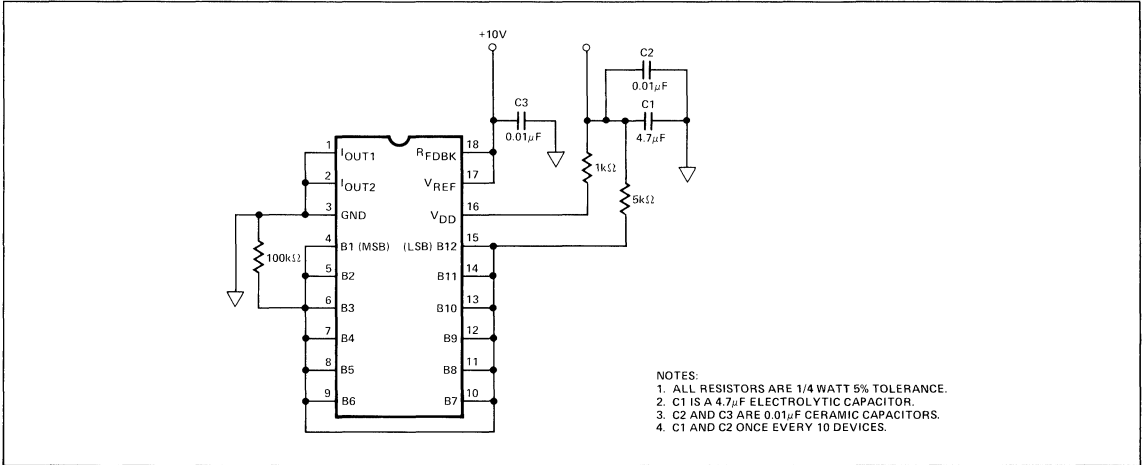 +10V
C2
0.01μF
C1
4.7μF
C3
0.01μF
1kΩ
5kΩ
100kΩ
1 IOUT1 RFDBK 18
2 IOUT2 VREF 17
3 GND VDD 16
4 B1 (MSB) (LSB) B12 15
5 B2 B11 14
6 B3 B10 13
7 B4 B9 12
8 B5 B8 11
9 B6 B7 10
NOTES:
1. ALL RESISTORS ARE 1/4 WATT 5% TOLERANCE.
2. C1 IS A 4.7μF ELECTROLYTIC CAPACITOR.
3. C2 AND C3 ARE 0.01μF CERAMIC CAPACITORS.
4. C1 AND C2 ONCE EVERY 10 DEVICES.